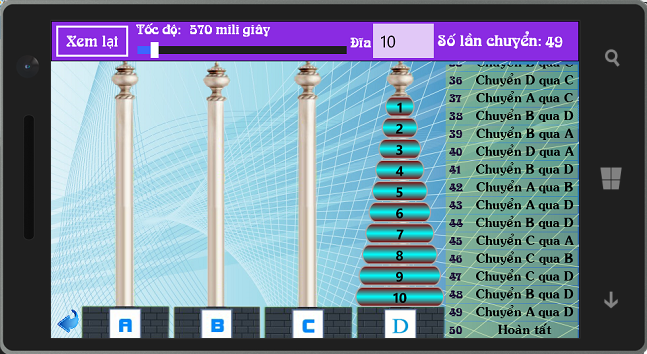 Xem lại
Tốc độ: 570 mili giây
Đĩa 10
Số lần chuyển: 49
36 Chuyển D qua C
37 Chuyển A qua C
38 Chuyển B qua D
39 Chuyển B qua A
40 Chuyển D qua A
41 Chuyển B qua D
42 Chuyển A qua B
43 Chuyển A qua D
44 Chuyển B qua D
45 Chuyển C qua A
46 Chuyển C qua B
47 Chuyển C qua D
48 Chuyển B qua D
49 Chuyển A qua D
50 Hoàn tất
1
2
3
4
5
6
7
8
9
10
A
B
C
D